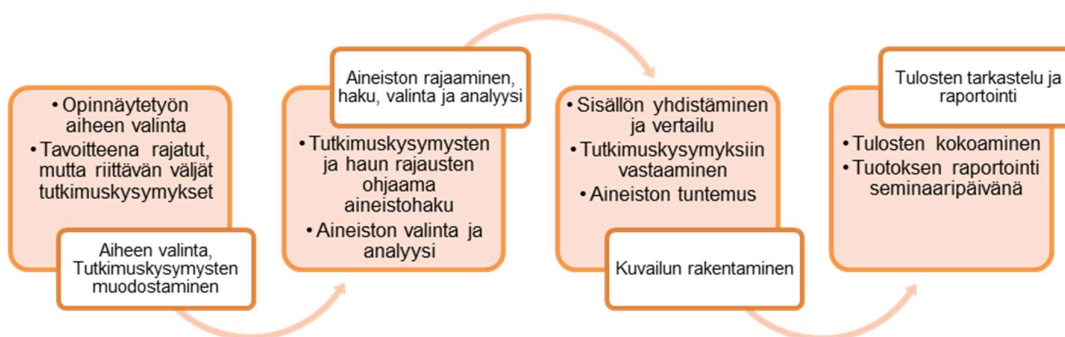 • Opinnäytetyön
aiheen valinta
• Tavoitteena rajatut,
mutta riittävän väljät
tutkimuskysymykset
Aiheen valinta,
Tutkimuskysymysten
muodostaminen
Aineiston rajaaminen,
haku, valinta ja analyysi
• Tutkimuskysymysten
ja haun rajausten
ohjaama
aineistohaku
• Aineiston valinta ja
analyysi
• Sisällön yhdistäminen
ja vertailu
• Tutkimuskysymyksiin
vastaaminen
• Aineiston tuntemus
Kuvailun rakentaminen
Tulosten tarkastelu ja
raportointi
• Tulosten kokoaminen
• Tuotoksen raportointi
seminaaripäivänä